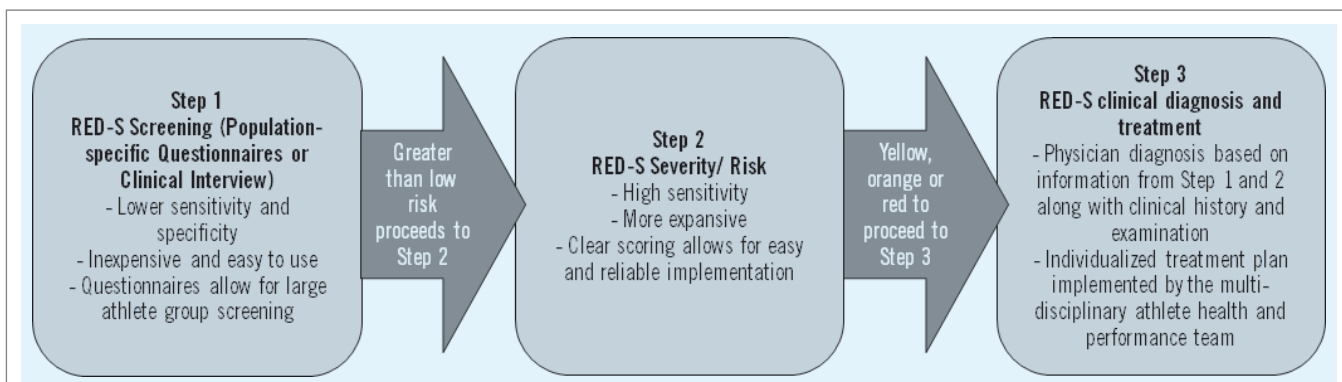 Step 1
RED-S Screening (Population-
specific Questionnaires or
Clinical Interview)
- Lower sensitivity and
specificity
- Inexpensive and easy to use
- Questionnaires allow for large
athlete group screening
Greater
than low
risk
proceeds to
Step 2
Step 2
RED-S Severity/ Risk
- High sensitivity
- More expansive
- Clear scoring allows for easy
and reliable implementation
Yellow,
orange or
red to
proceed to
Step 3
Step 3
RED-S clinical diagnosis and
treatment
- Physician diagnosis based on
information from Step 1 and 2
along with clinical history and
examination
- Individualized treatment plan
implemented by the multi-
disciplinary athlete health and
performance team